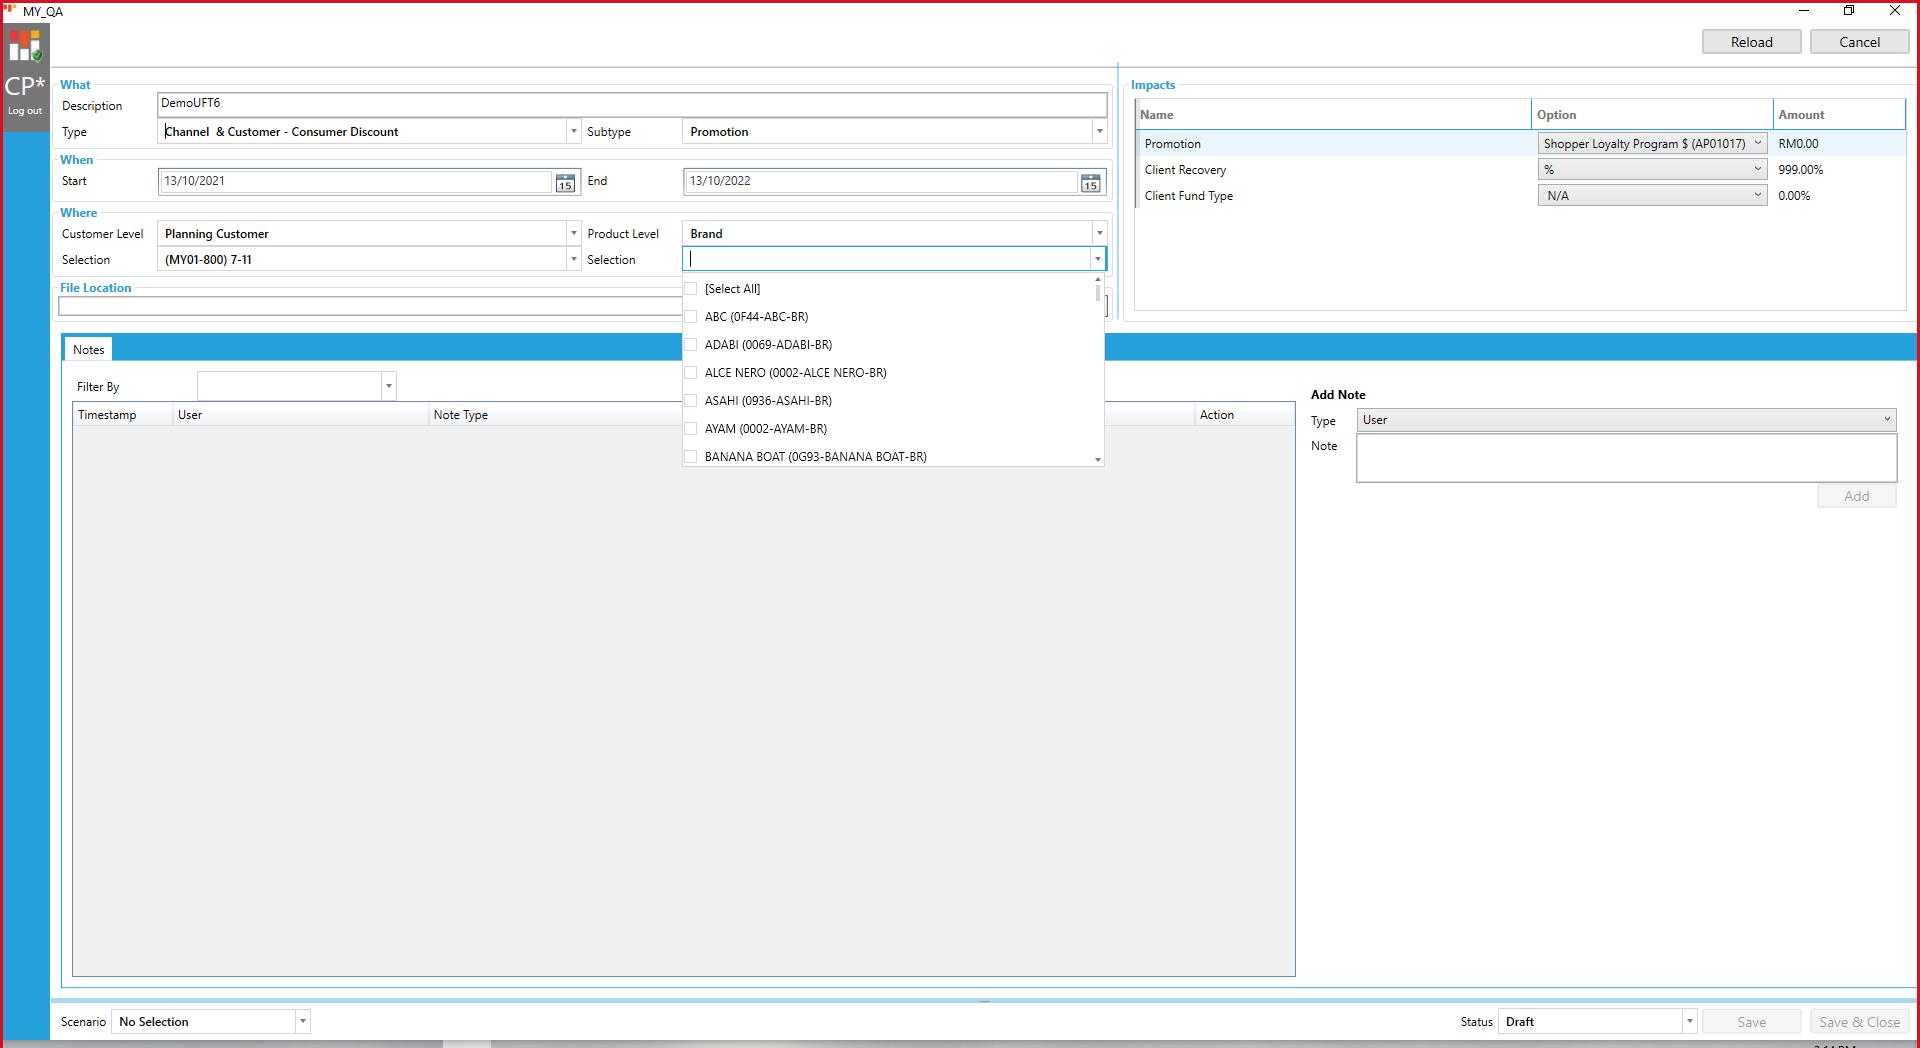 MY_QA
Reload
Cancel
CP*
Log out
What
Description
DemoUFT6
Type
Channel & Customer - Consumer Discount
Subtype
Promotion
When
Start
13/10/2021
15
End
13/10/2022
15
Where
Customer Level
Planning Customer
Product Level
Brand
Selection
(MY01-800) 7-11
Selection
[Select All]
ABC (0F44-ABC-BR)
ADABI (0069-ADABI-BR)
ALCE NERO (0002-ALCE NERO-BR)
ASAHI (0936-ASAHI-BR)
AYAM (0002-AYAM-BR)
BANANA BOAT (0G93-BANANA BOAT-BR)
File Location
Impacts
Name Option Amount
Promotion Shopper Loyalty Program $ (AP01017) RM0.00
Client Recovery % 999.00%
Client Fund Type N/A 0.00%
Notes
Filter By
Timestamp User Note Type Action
Add Note
Type
User
Note
Add
Scenario
No Selection
Status
Draft
Save
Save & Close